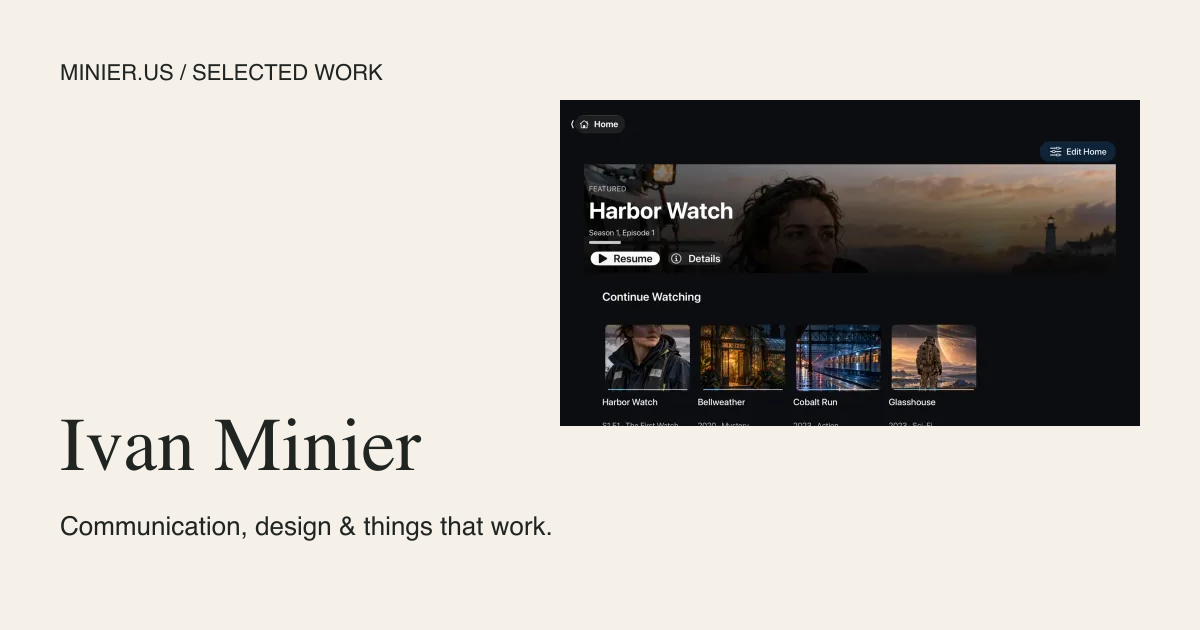 MINIER.US / SELECTED WORK
Home
Edit Home
FEATURED
Harbor Watch
Season 1, Episode 1
Resume
Details
Continue Watching
Harbor Watch
Bellweather
Cobalt Run
Glasshouse
Ivan Minier
Communication, design & things that work.